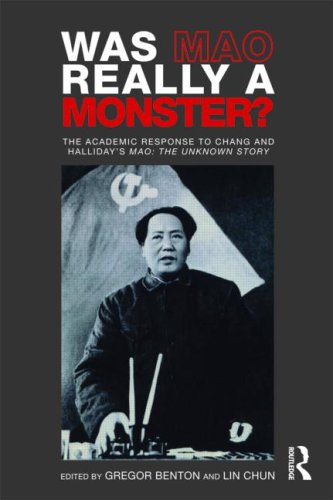 WAS MAO
REALLY A
MONSTER?
THE ACADEMIC RESPONSE TO CHANG AND
HALLIDAY'S MAO: THE UNKNOWN STORY
EDITED BY GREGOR BENTON AND LIN CHUN
ROUTLEDGE